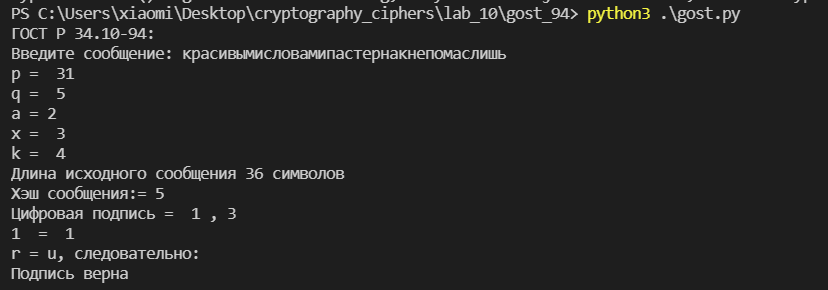 PS C:\Users\xiaomi\Desktop\cryptography_ciphers\lab_10\gost_94> python3 .\gost.py
ГОСТ Р 34.10-94:
Введите сообщение: красивымисловамипастернакнепомаслишь
p =  31
q =  5
a = 2
x =  3
k =  4
Длина исходного сообщения 36 символов
Хэш сообщения:= 5
Цифровая подпись =  1 , 3
1  =  1
r = u, следовательно:
Подпись верна